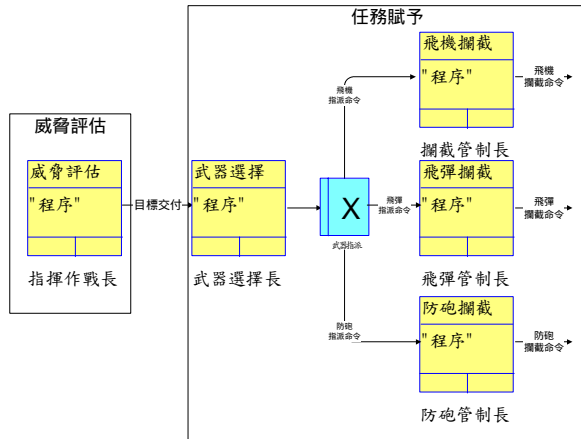 任務賦予
威脅評估
威脅評估
"程序"
指揮作戰長
目標交付
武器選擇
"程序"
武器選擇長
X
武器指派
飛機
指派命令
飛機攔截
"程序"
攔截管制長
飛機
攔截命令
飛彈
指派命令
飛彈攔截
"程序"
飛彈管制長
飛彈
攔截命令
防砲
指派命令
防砲攔截
"程序"
防砲管制長
防砲
攔截命令